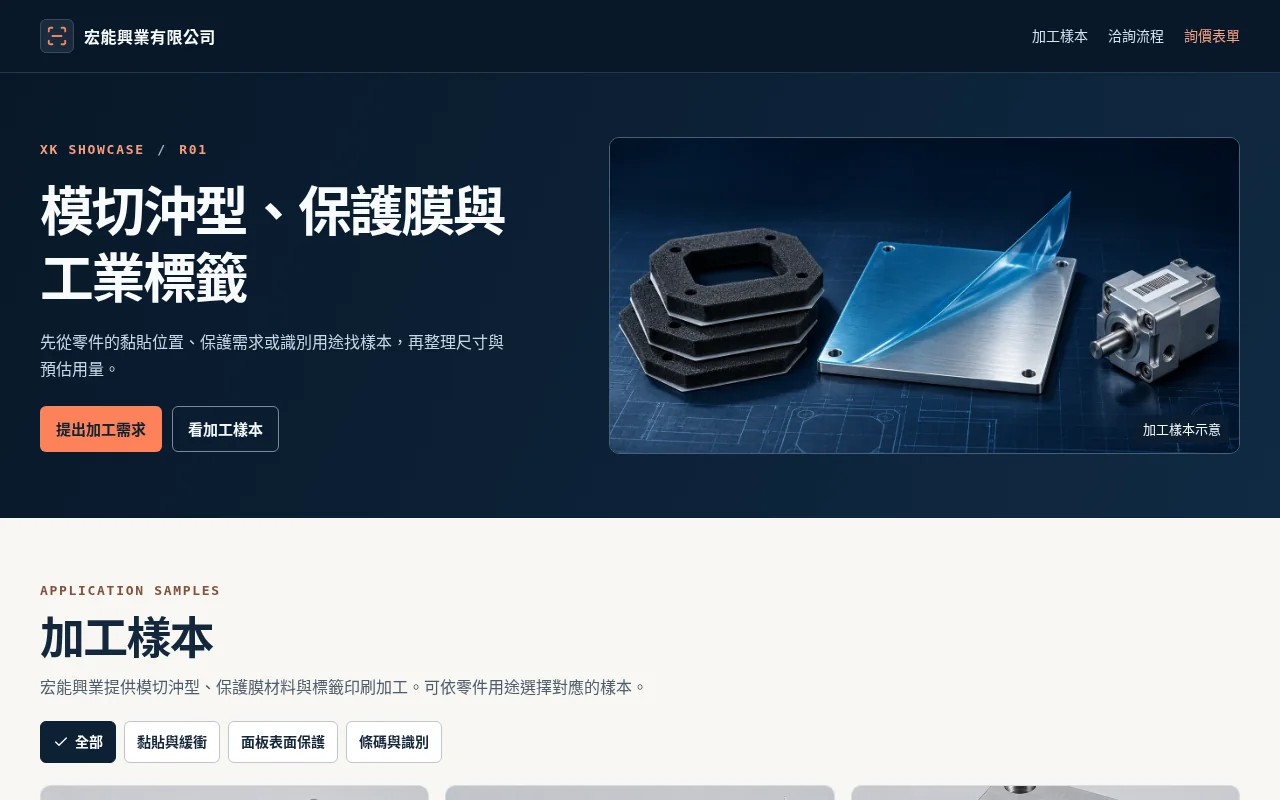 宏能興業有限公司
加工樣本
洽詢流程
詢價表單
XK SHOWCASE / R01
模切沖型、保護膜與
工業標籤
先從零件的黏貼位置、保護需求或識別用途找樣本，再整理尺寸與
預估用量。
提出加工需求
看加工樣本
加工樣本示意
APPLICATION SAMPLES
加工樣本
宏能興業提供模切沖型、保護膜材料與標籤印刷加工。可依零件用途選擇對應的樣本。
全部
黏貼與緩衝
面板表面保護
條碼與識別